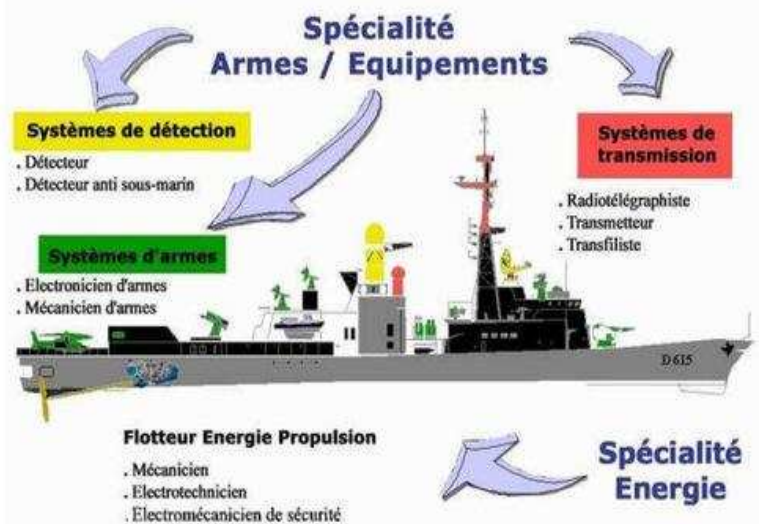 Spécialité
Armes / Equipements
Systèmes de détection
. Détecteur
. Détecteur anti sous-marin
Systèmes de
transmission
. Radiotélégraphiste
. Transmetteur
. Transfiliste
Systèmes d'armes
. Electronicien d'armes
. Mécanicien d'armes
D 615
Flotteur Energie Propulsion
. Mécanicien
. Electrotechnicien
. Electromécanicien de sécurité
Spécialité
Energie